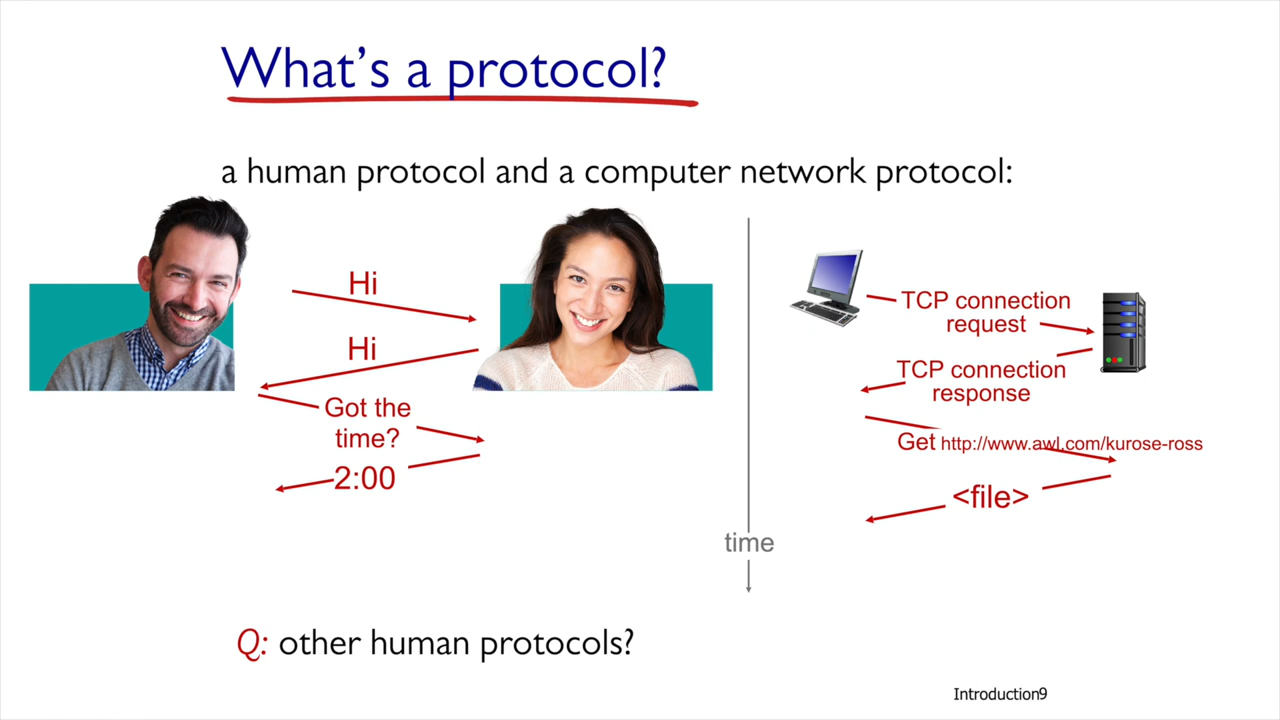 What's a protocol?
a human protocol and a computer network protocol:
Hi
Hi
Got the
time?
2:00
TCP connection
request
TCP connection
response
Get http://www.awl.com/kurose-ross
<file>
time
Q: other human protocols?
Introduction9